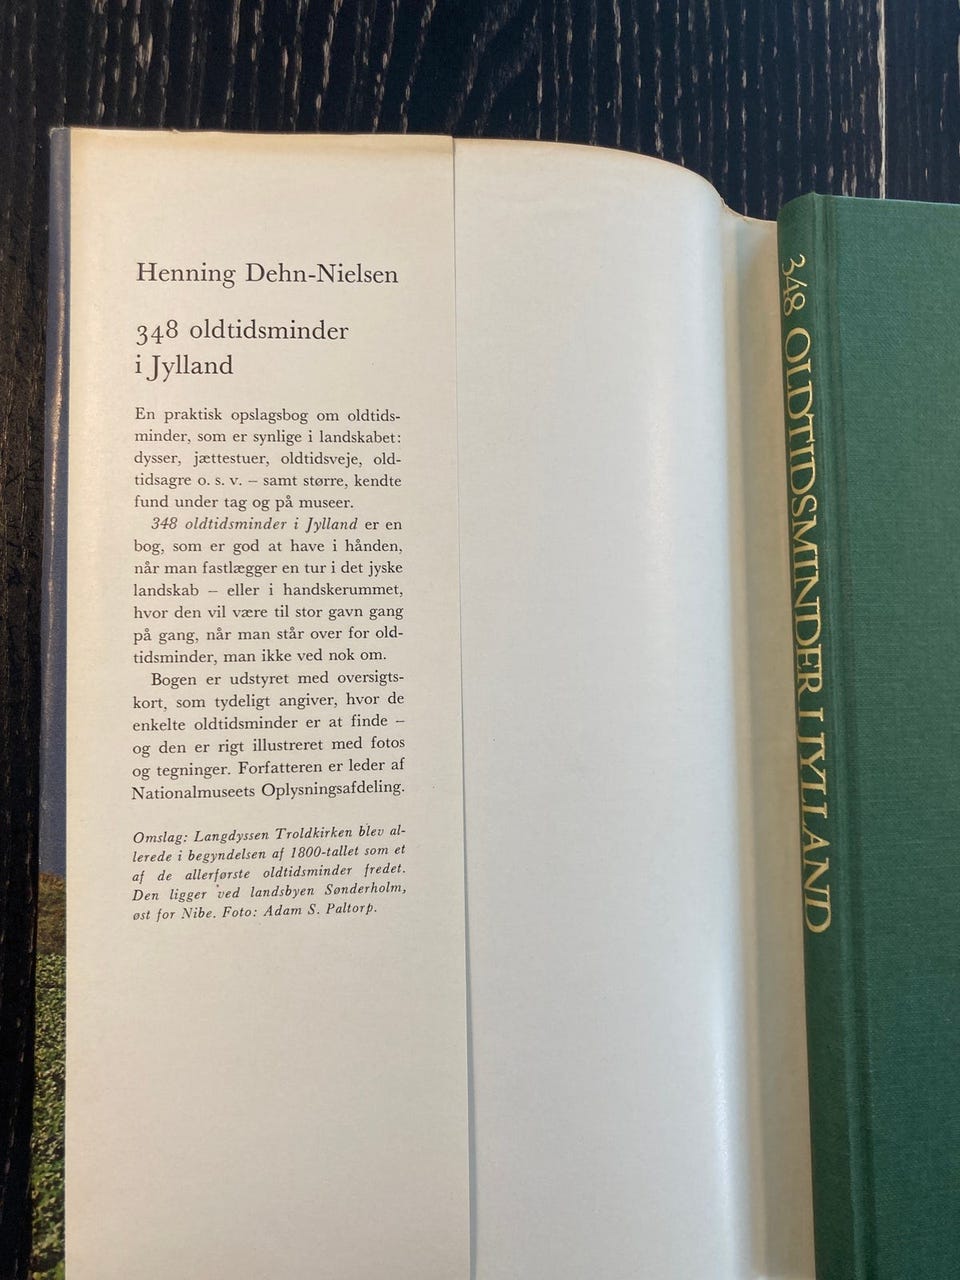 Henning Dehn-Nielsen
348 oldtidsminder
i Jylland
En praktisk opslagsbog om oldtids-
minder, som er synlige i landskabet:
dysser, jættestuer, oldtidsveje, old-
tidsagre o. s. v. – samt større, kendte
fund under tag og på museer.
348 oldtidsminder i Jylland er en
bog, som er god at have i hånden,
når man fastlægger en tur i det jyske
landskab – eller i handskerummet,
hvor den vil være til stor gavn gang
på gang, når man står over for old-
tidsminder, man ikke ved nok om.
Bogen er udstyret med oversigts-
kort, som tydeligt angiver, hvor de
enkelte oldtidsminder er at finde –
og den er rigt illustreret med fotos
og tegninger. Forfatteren er leder af
Nationalmuseets Oplysningsafdeling.
Omslag: Langdyssen Troldkirken blev al-
lerede i begyndelsen af 1800-tallet som et
af de allerførste oldtidsminder fredet.
Den ligger ved landsbyen Sønderholm,
øst for Nibe. Foto: Adam S. Paltorp.
348 OLDTIDSMINDER I JYLLAND